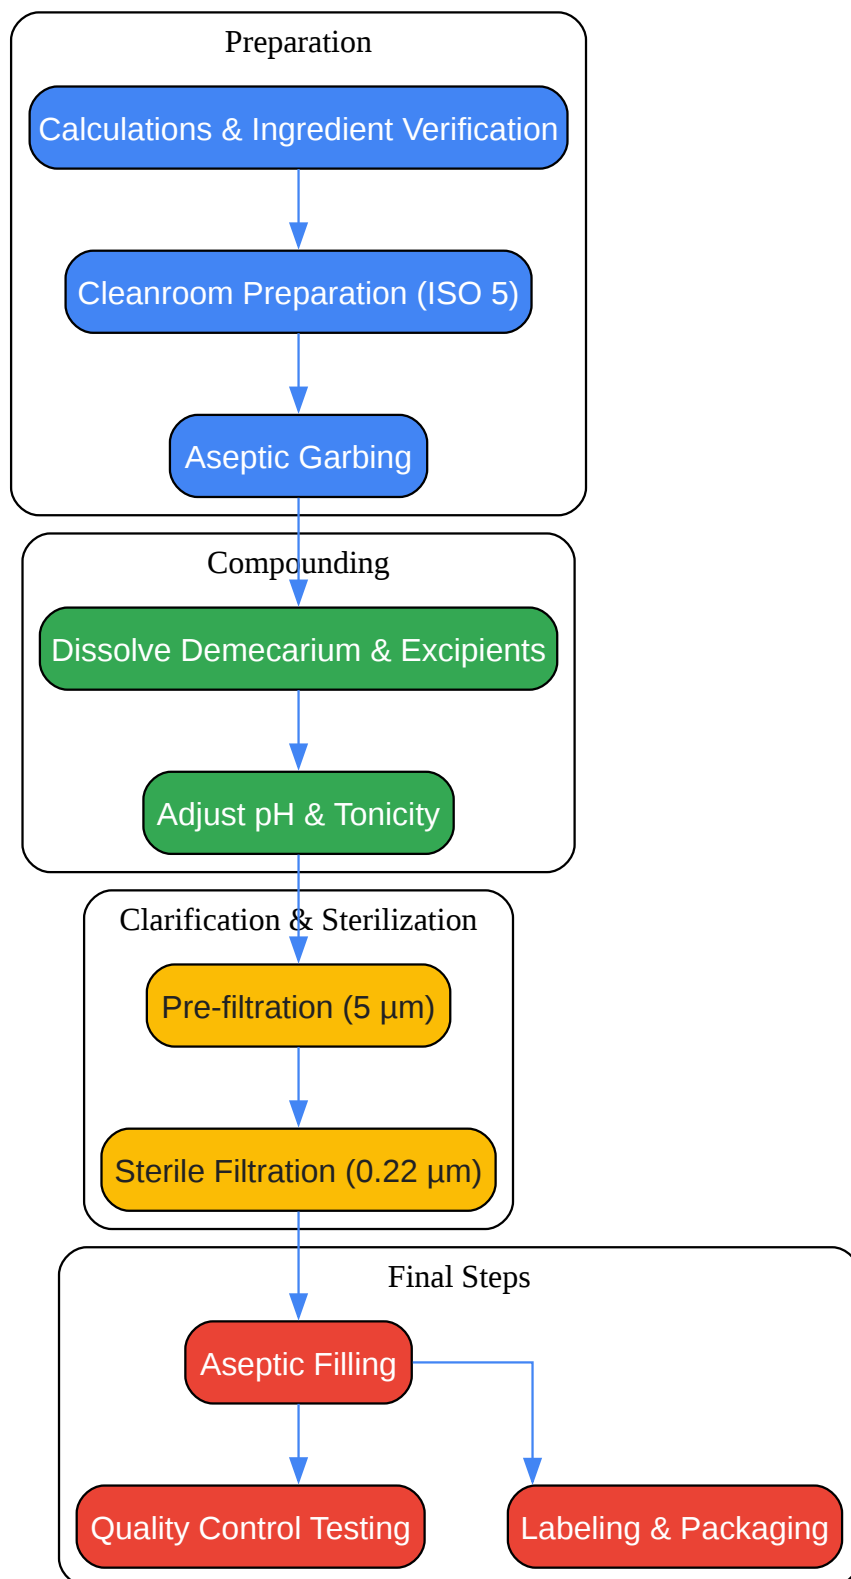 Preparation
Calculations & Ingredient Verification
Cleanroom Preparation (ISO 5)
Aseptic Garbing
Compounding
Dissolve Demecarium & Excipients
Adjust pH & Tonicity
Clarification & Sterilization
Pre-filtration (5 µm)
Sterile Filtration (0.22 µm)
Final Steps
Aseptic Filling
Quality Control Testing
Labeling & Packaging